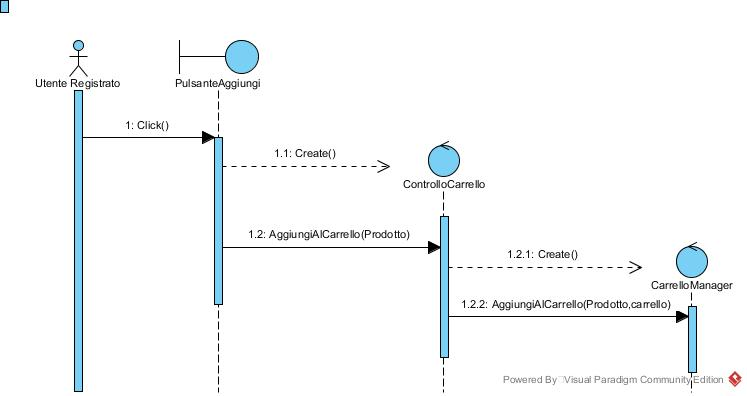 Utente Registrato
PulsanteAggiungi
1: Click()
1.1: Create()
ControlloCarrello
1.2: AggiungiAlCarrello(Prodotto)
1.2.1: Create()
CarrelloManager
1.2.2: AggiungiAlCarrello(Prodotto,carrello)
Powered By Visual Paradigm Community Edition